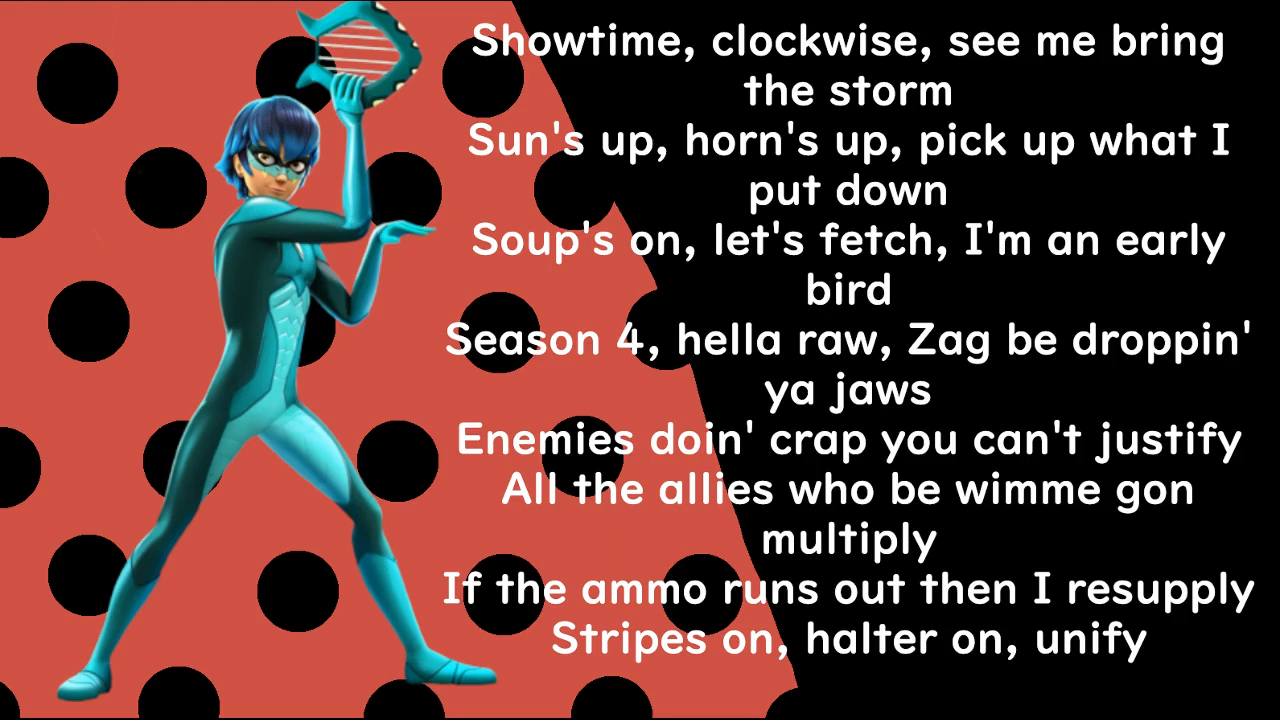 Showtime, clockwise, see me bring
the storm
Sun's up, horn's up, pick up what I
put down
Soup's on, let's fetch, I'm an early
bird
Season 4, hella raw, Zag be droppin'
ya jaws
Enemies doin' crap you can't justify
All the allies who be wimme gon
multiply
If the ammo runs out then I resupply
Stripes on, halter on, unify